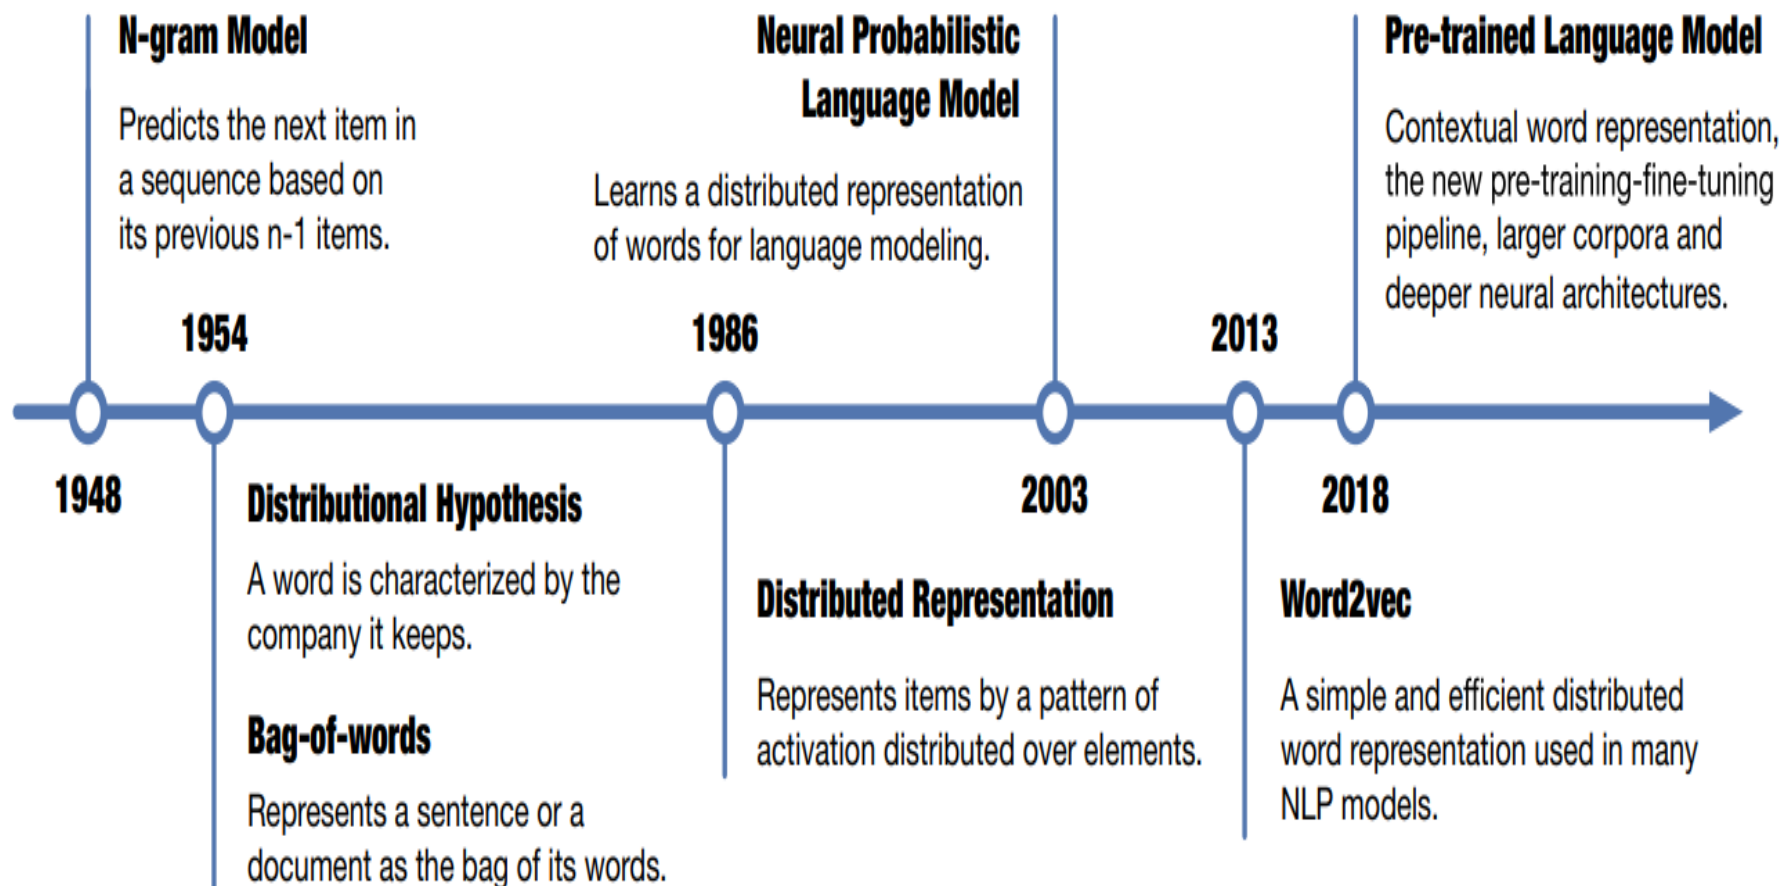 N-gram Model
Predicts the next item in
a sequence based on
its previous n-1 items.
1948
1954
Distributional Hypothesis
A word is characterized by the
company it keeps.
Bag-of-words
Represents a sentence or a
document as the bag of its words.
1986
Distributed Representation
Represents items by a pattern of
activation distributed over elements.
Neural Probabilistic
Language Model
Learns a distributed representation
of words for language modeling.
2003
2013
Word2vec
A simple and efficient distributed
word representation used in many
NLP models.
Pre-trained Language Model
Contextual word representation,
the new pre-training-fine-tuning
pipeline, larger corpora and
deeper neural architectures.
2018